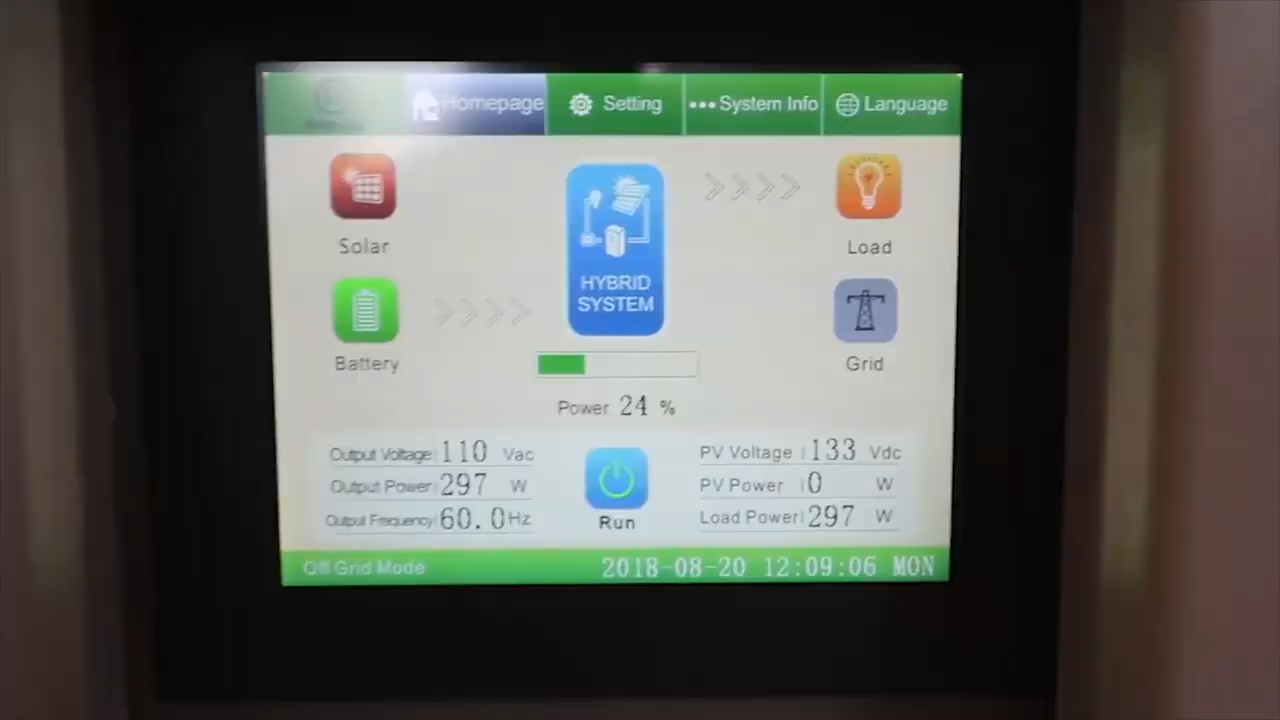 Homepage Setting System Info Language
Solar
Load
HYBRID
SYSTEM
Battery
Grid
Power 24 %
Output Voltage 110 Vac
Output Power 297 W
Output Frequency 60.0 Hz
Run
PV Voltage 133 Vdc
PV Power 0 W
Load Power 297 W
Off Grid Mode
2018-08-20 12:09:06 MON